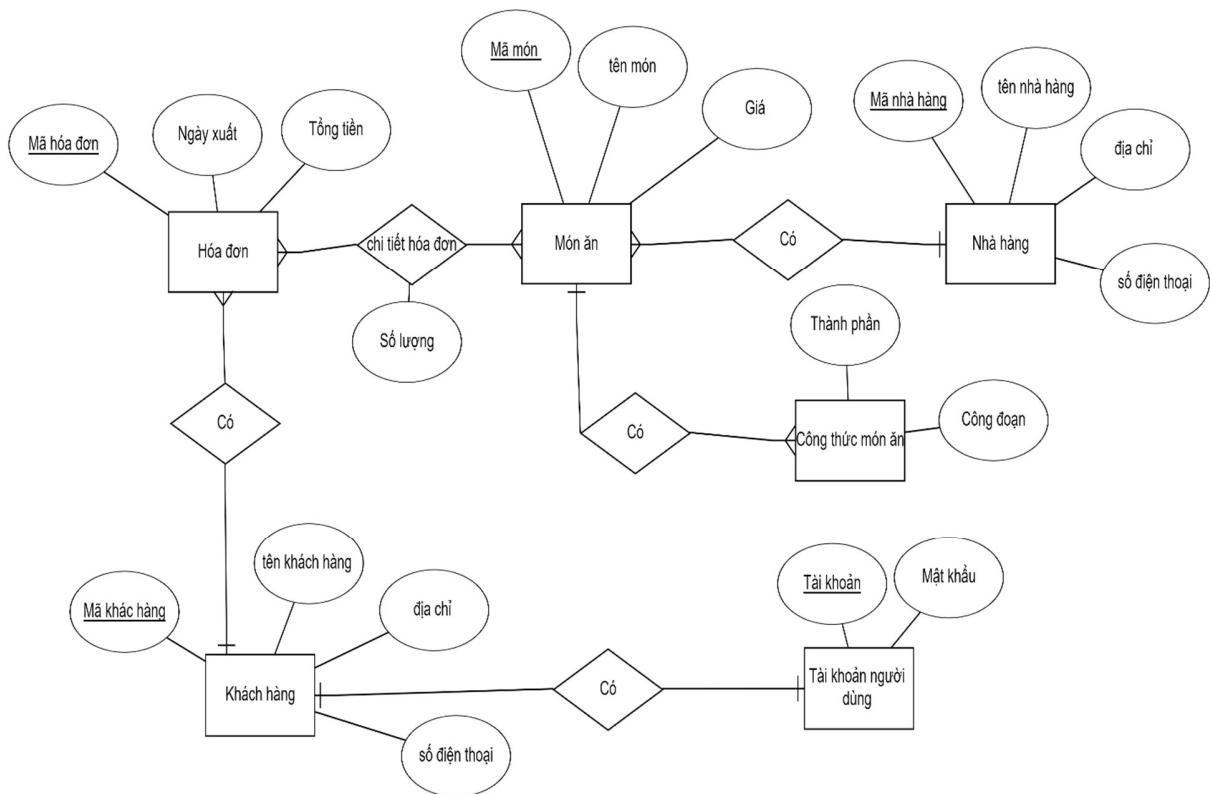 Mã món
tên món
Giá
Mã nhà hàng
tên nhà hàng
địa chỉ
số điện thoại
Mã hóa đơn
Ngày xuất
Tổng tiền
Hóa đơn
chi tiết hóa đơn
Món ăn
Có
Nhà hàng
Số lượng
Thành phần
Có
Có
Công thức món ăn
Công đoạn
Mã khác hàng
tên khách hàng
địa chỉ
số điện thoại
Khách hàng
Có
Tài khoản
Mật khẩu
Tài khoản người
dùng